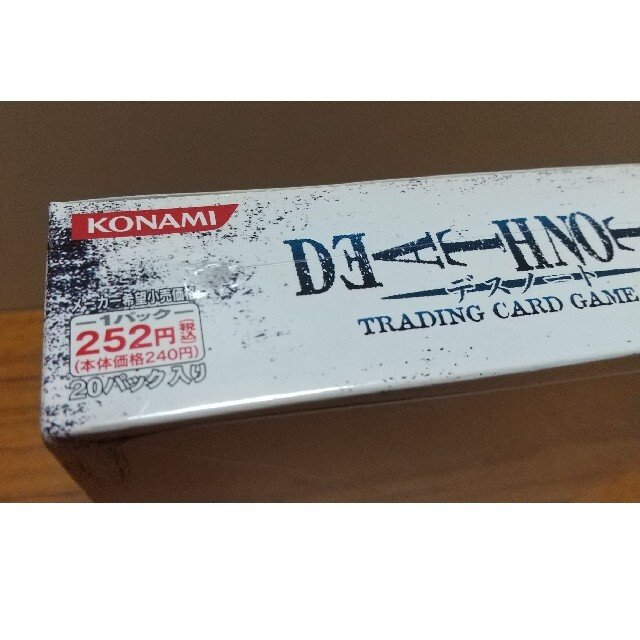 KONAMI
DEATHNOT
デスノート
TRADING CARD GAME
メーカー希望小売価格
1パック
252円(税込)
(本体価格240円)
20パック入り